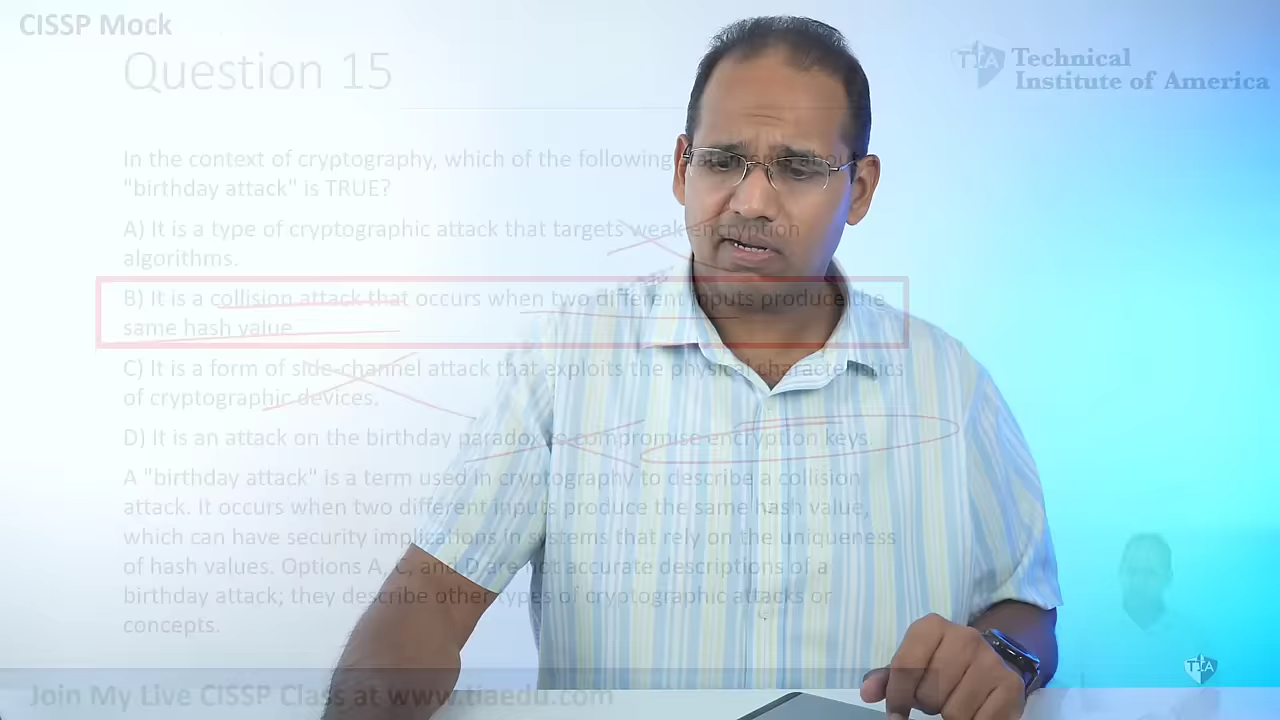 CISSP Mock
Question 15
Technical
Institute of America
TIA
In the context of cryptography, which of the following
"birthday attack" is TRUE?
A) It is a type of cryptographic attack that targets weak encryption
algorithms.
B) It is a collision attack that occurs when two different inputs produce the
same hash value.
C) It is a form of side-channel attack that exploits the physical characteristics
of cryptographic devices.
D) It is an attack on the birthday paradox compromise encryption keys.
A "birthday attack" is a term used in cryptography to describe a collision
attack. It occurs when two different inputs produce the same hash value,
which can have security implications in systems that rely on the uniqueness
of hash values. Options A, C, and D are not accurate descriptions of a
birthday attack; they describe other types of cryptographic attacks or
concepts.
TIA
Join My Live CISSP Class at www.tiaedu.com